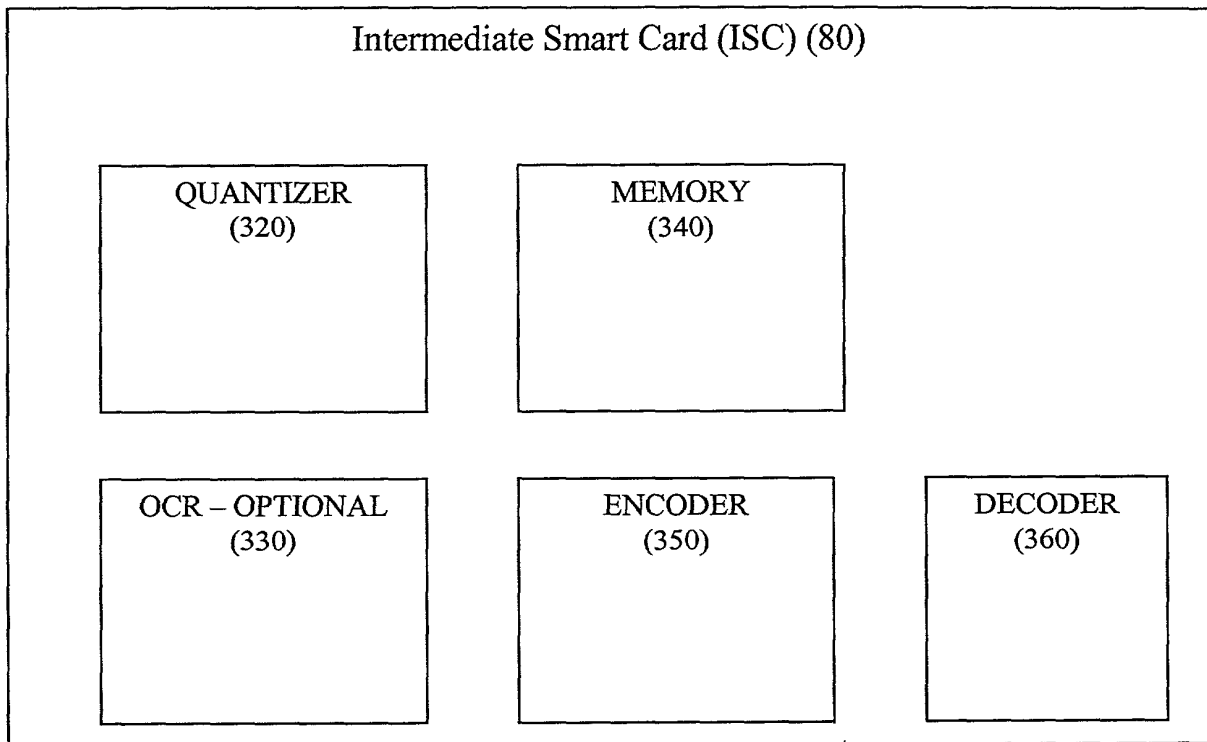 Intermediate Smart Card (ISC) (80)
QUANTIZER
(320)
MEMORY
(340)
OCR – OPTIONAL
(330)
ENCODER
(350)
DECODER
(360)